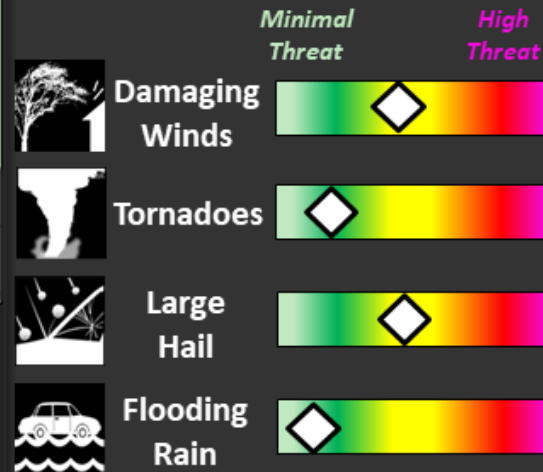 Minimal High
Threat Threat
Damaging
Winds
Tornadoes
Large
Hail
Flooding
Rain